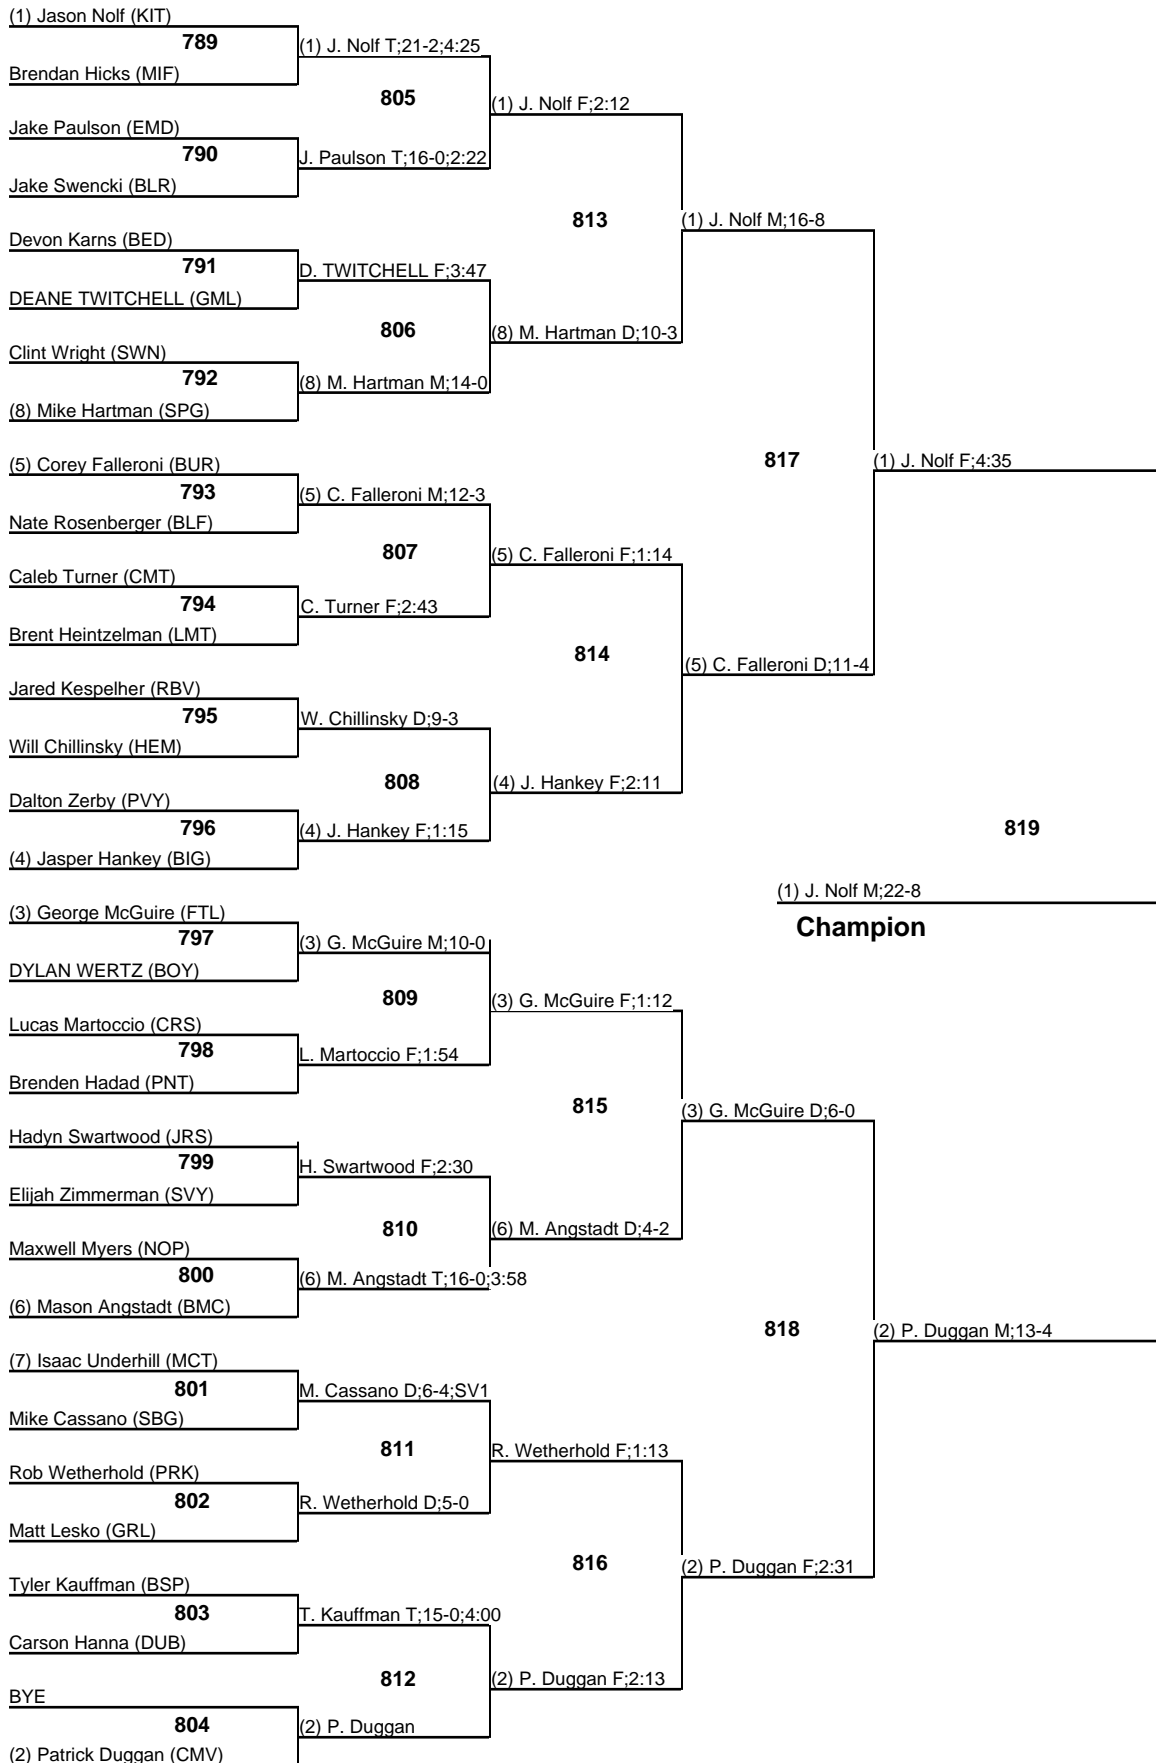 (1) Jason Nolf (KIT)
789
(1) J. Nolf T;21-2;4:25
Brendan Hicks (MIF)
805
(1) J. Nolf F;2:12
Jake Paulson (EMD)
790
J. Paulson T;16-0;2:22
Jake Swencki (BLR)
813
(1) J. Nolf M;16-8
Devon Karns (BED)
791
D. TWITCHELL F;3:47
DEANE TWITCHELL (GML)
806
(8) M. Hartman D;10-3
Clint Wright (SWN)
792
(8) M. Hartman M;14-0
(8) Mike Hartman (SPG)
817
(1) J. Nolf F;4:35
(5) Corey Falleroni (BUR)
793
(5) C. Falleroni M;12-3
Nate Rosenberger (BLF)
807
(5) C. Falleroni F;1:14
Caleb Turner (CMT)
794
C. Turner F;2:43
Brent Heintzelman (LMT)
814
(5) C. Falleroni D;11-4
Jared Kespelher (RBV)
795
W. Chillinsky D;9-3
Will Chillinsky (HEM)
808
(4) J. Hankey F;2:11
Dalton Zerby (PVY)
796
(4) J. Hankey F;1:15
(4) Jasper Hankey (BIG)
819
(1) J. Nolf M;22-8
Champion
(3) George McGuire (FTL)
797
(3) G. McGuire M;10-0
DYLAN WERTZ (BOY)
809
(3) G. McGuire F;1:12
Lucas Martoccio (CRS)
798
L. Martoccio F;1:54
Brenden Hadad (PNT)
815
(3) G. McGuire D;6-0
Hadyn Swartwood (JRS)
799
H. Swartwood F;2:30
Elijah Zimmerman (SVY)
810
(6) M. Angstadt D;4-2
Maxwell Myers (NOP)
800
(6) M. Angstadt T;16-0;3:58
(6) Mason Angstadt (BMC)
818
(2) P. Duggan M;13-4
(7) Isaac Underhill (MCT)
801
M. Cassano D;6-4;SV1
Mike Cassano (SBG)
811
R. Wetherhold F;1:13
Rob Wetherhold (PRK)
802
R. Wetherhold D;5-0
Matt Lesko (GRL)
816
(2) P. Duggan F;2:31
Tyler Kauffman (BSP)
803
T. Kauffman T;15-0;4:00
Carson Hanna (DUB)
812
(2) P. Duggan F;2:13
BYE
804
(2) P. Duggan
(2) Patrick Duggan (CMV)